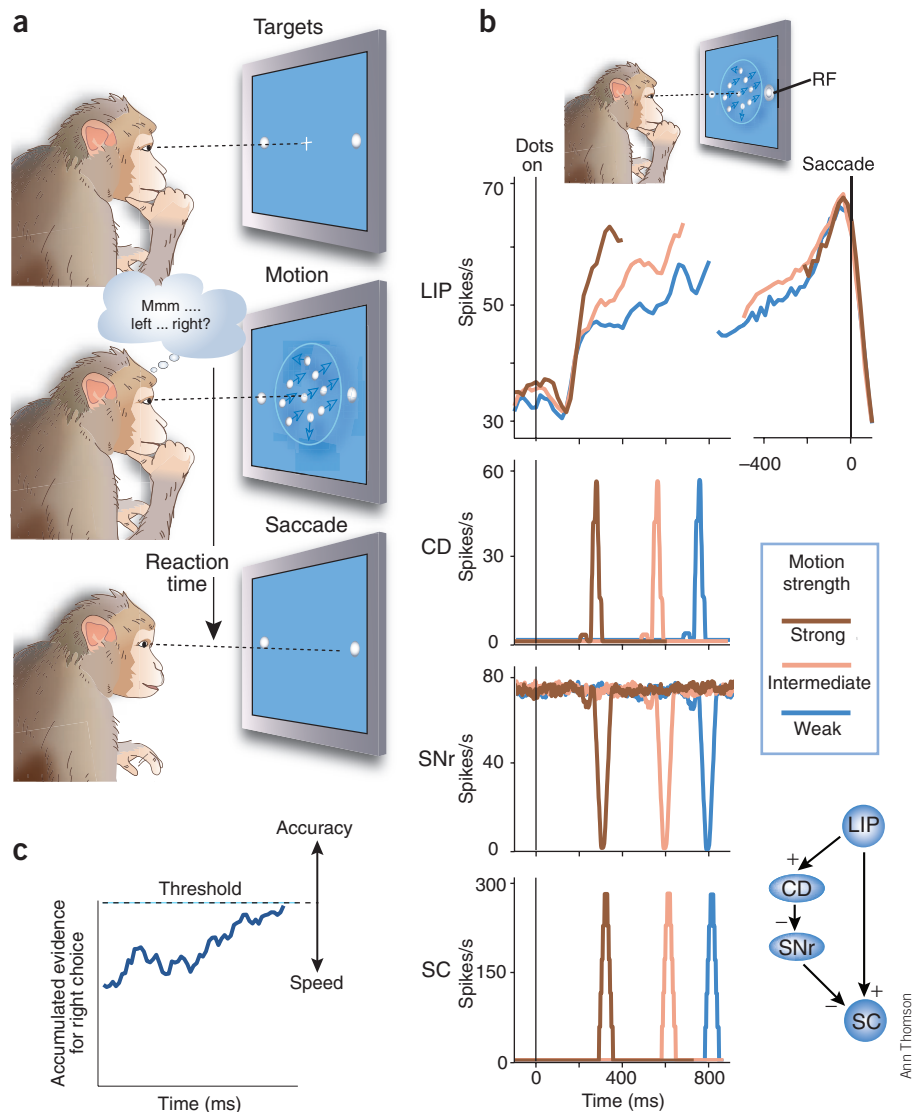 a
Targets
Motion
Mmm ....
left ... right?
Saccade
Reaction
time
b
RF
Dots
on
Saccade
LIP
Spikes/s
70
50
30
−400
0
CD
Spikes/s
60
30
0
SNr
Spikes/s
80
40
0
SC
Spikes/s
300
150
0
0
400
800
Time (ms)
Motion
strength
Strong
Intermediate
Weak
LIP
+
CD
−
SNr
−
+
SC
c
Accuracy
Threshold
Speed
Accumulated evidence
for right choice
Time (ms)
Ann Thomson